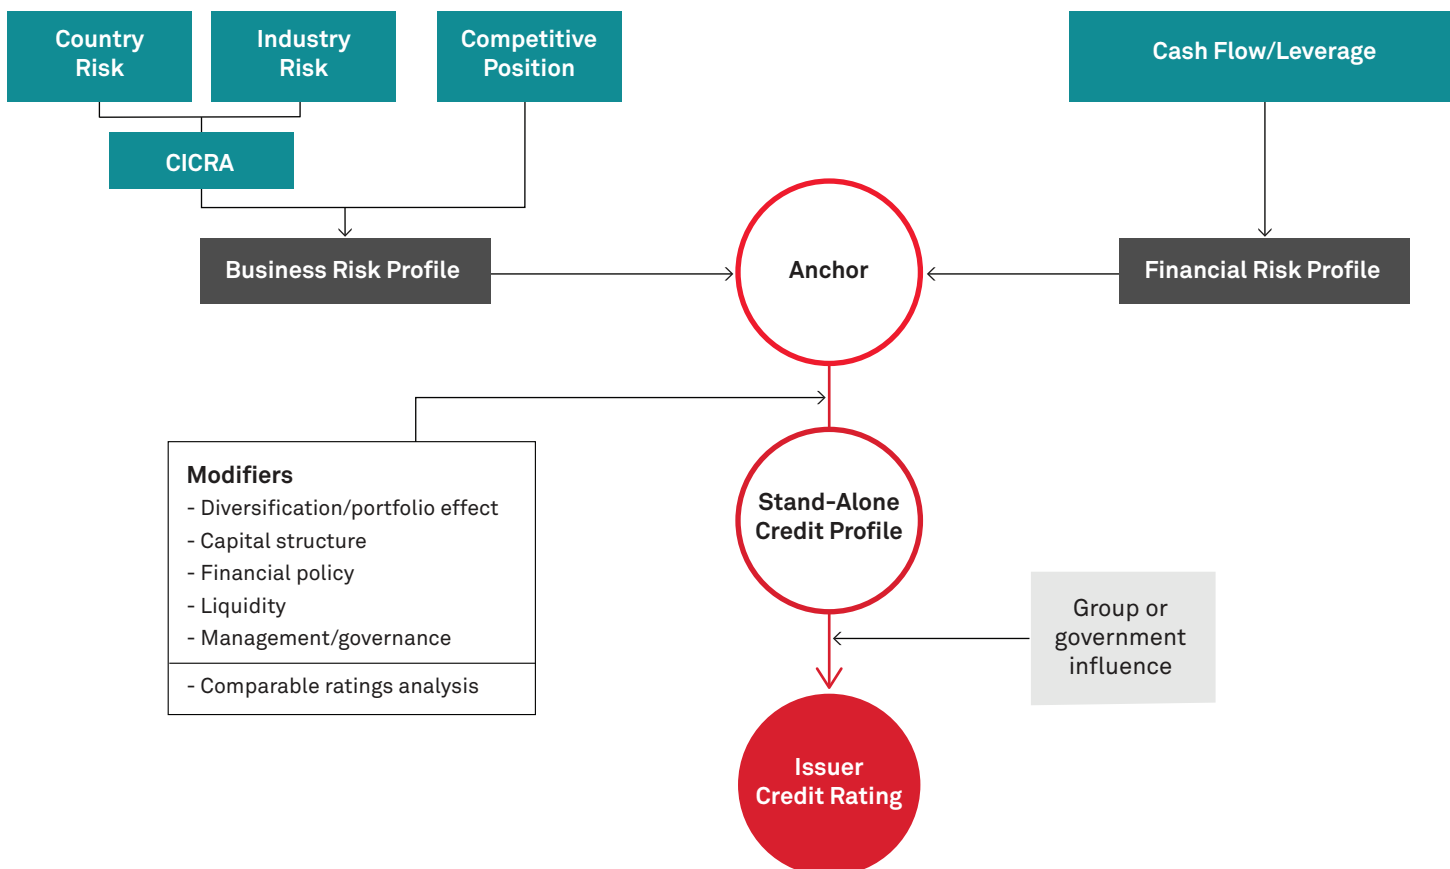 Country
Risk
Industry
Risk
Competitive
Position
Cash Flow/Leverage
CICRA
Business Risk Profile
Anchor
Financial Risk Profile
Modifiers
- Diversification/portfolio effect
- Capital structure
- Financial policy
- Liquidity
- Management/governance
- Comparable ratings analysis
Stand-Alone
Credit Profile
Group or
government
influence
Issuer
Credit Rating